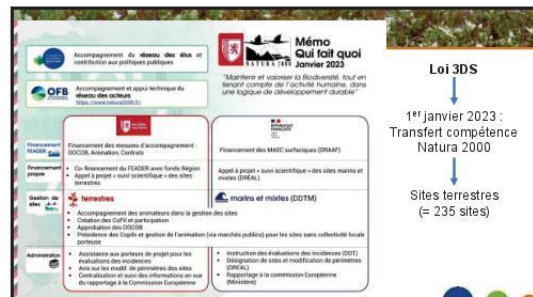 Accompagnement du réseau des élus et
contribution aux politiques publiques
OFB
Accompagnement et appui technique du
réseau des acteurs
https://www.natura2000.fr/
NATURA 2000
Mémo
Qui fait quoi
Janvier 2023
"Maintenir et valoriser la Biodiversité, tout en
tenant compte de l'activité humaine, dans
une logique de développement durable"
Financement
FEADER
Financement des mesures d'accompagnement :
DOCOB, Animation, Contrats
Financement des MAEC surfaciques (DRAAF)
Financement
propre
Co-financement du FEADER avec fonds Région
Appel à projet « suivi scientifique » des sites
terrestres
Appel à projet « suivi scientifique » des sites marins et
mixtes (DREAL)
Gestion de
sites
terrestres
marins et mixtes (DDTM)
Accompagnement des animateurs dans la gestion des sites
Création des CoPil et participation
Approbation des DOCOB
Présidence des Copils et gestion de l'animation (via marchés publics) pour les sites sans collectivité locale
porteuse
Administration
Assistance aux porteurs de projet pour les
évaluations des incidences
Avis sur les modif. de périmètres des sites
Centralisation et suivi des informations en vue
du rapportage à la Commission Européenne
Instruction des évaluations des incidences (DDT)
Désignation de sites et modification de périmètres
(DREAL)
Rapportage à la commission Européenne
(Ministère)
Loi 3DS
1er janvier 2023 :
Transfert compétence
Natura 2000
Sites terrestres
(= 235 sites)